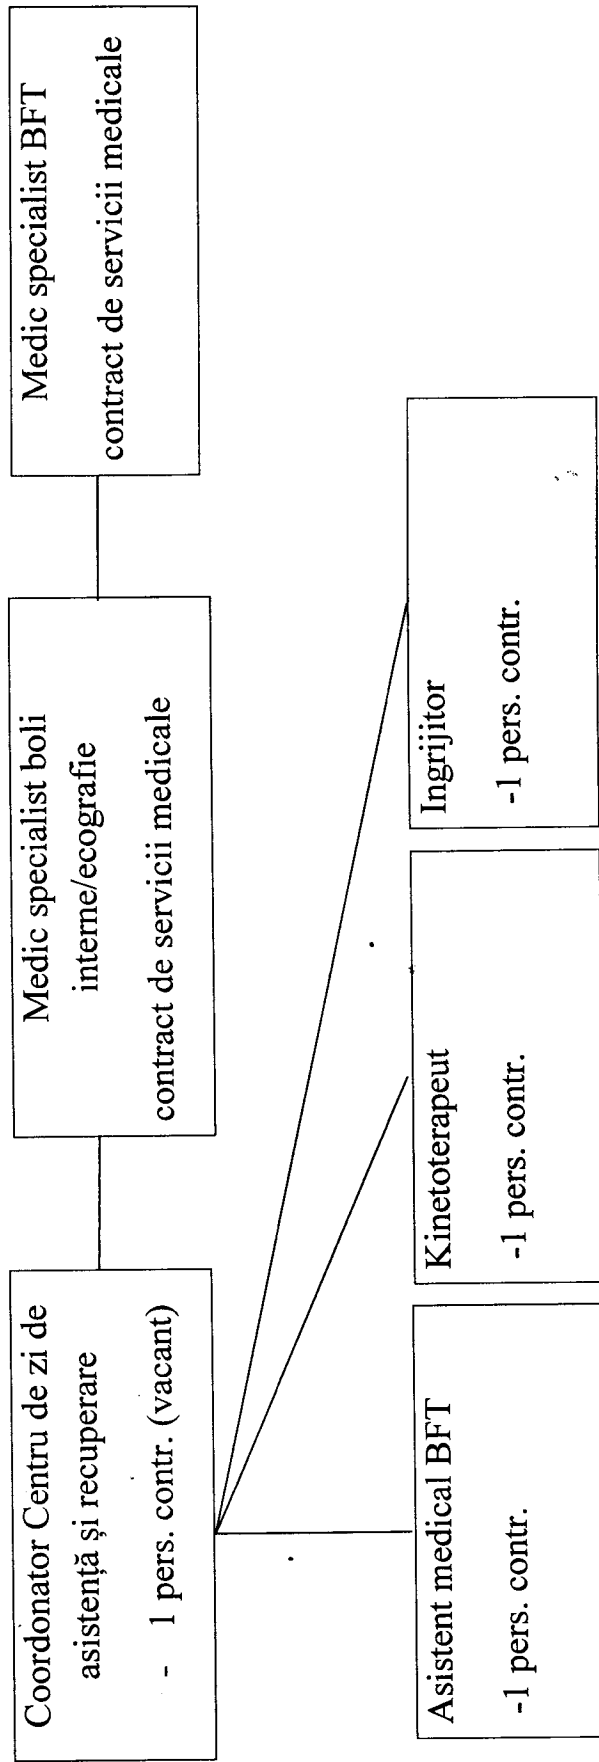 Coordonator Centru de zi de
asistență și recuperare
- 1 pers. contr. (vacant)
Medic specialist boli
interne/ecografie
contract de servicii medicale
Medic specialist BFT
contract de servicii medicale
Asistent medical BFT
-1 pers. contr.
Kinetoterapeut
-1 pers. contr.
Ingrijitor
-1 pers. contr.